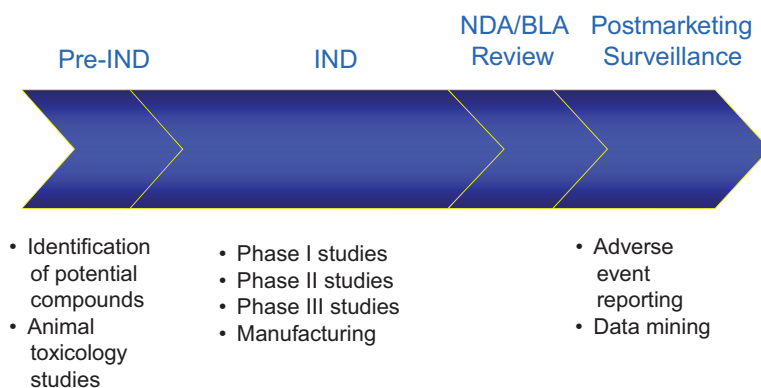 Pre-IND
IND
NDA/BLA
Review
Postmarketing
Surveillance
• Identification
of potential
compounds
• Animal
toxicology
studies
• Phase I studies
• Phase II studies
• Phase III studies
• Manufacturing
• Adverse
event
reporting
• Data mining